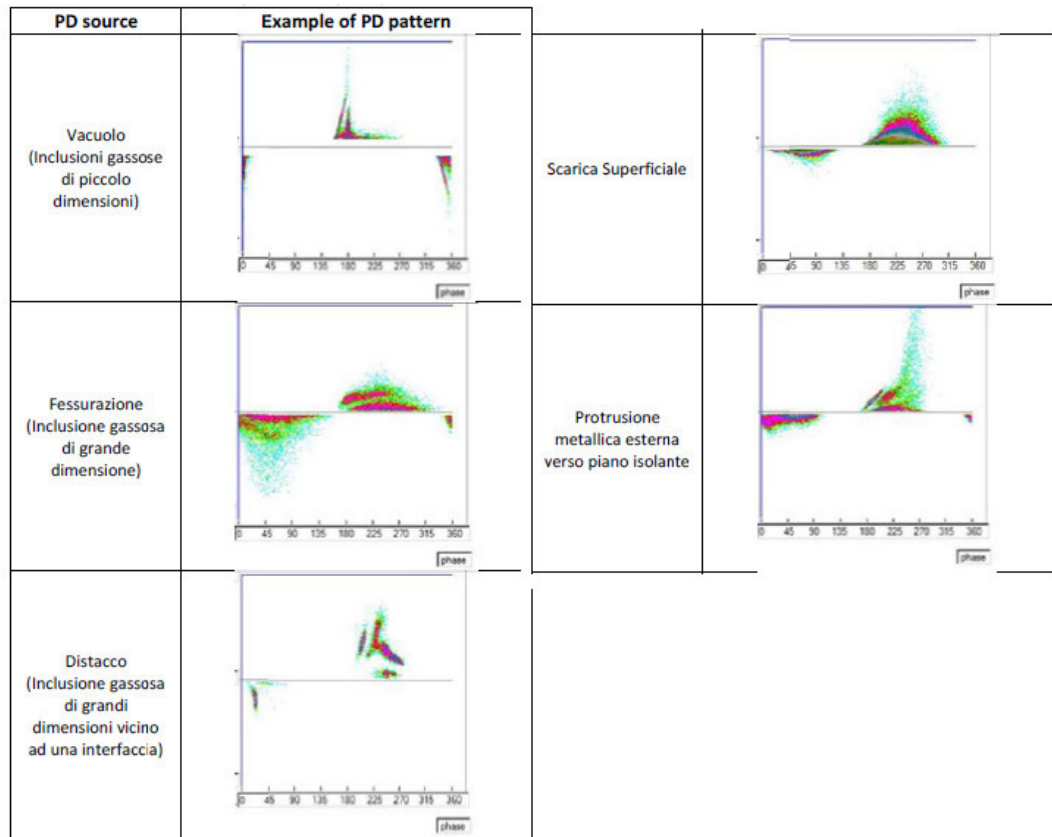 PD source
Example of PD pattern
Vacuolo
(Inclusioni gassose
di piccolo
dimensioni)
0 45 90 135 180 225 270 315 360
phase
Fessurazione
(Inclusione gassosa
di grande
dimensione)
0 45 90 135 180 225 270 315 360
phase
Distacco
(Inclusione gassosa
di grandi
dimensioni vicino
ad una interfaccia)
0 45 90 135 180 225 270 315 360
phase
Scarica Superficiale
0 45 90 135 180 225 270 315 360
phase
Protrusione
metallica esterna
verso piano isolante
0 45 90 135 180 225 270 315 360
phase